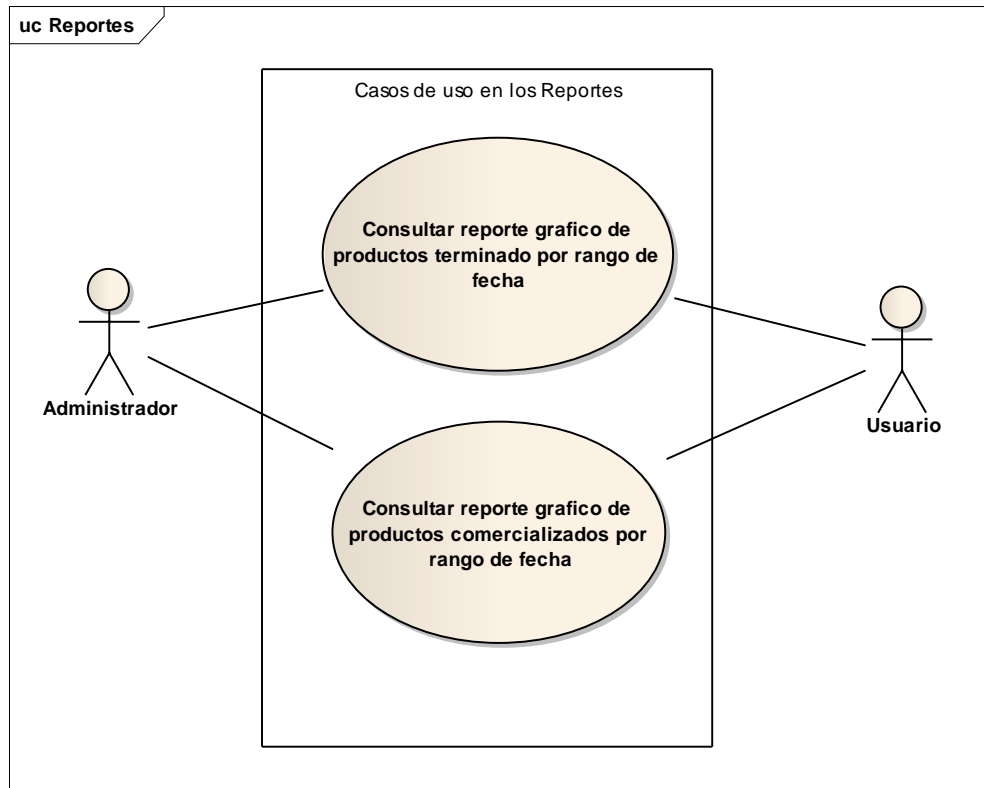 uc Reportes
Casos de uso en los Reportes
Consultar reporte grafico de
productos terminado por rango de
fecha
Administrador
Usuario
Consultar reporte grafico de
productos comercializados por
rango de fecha